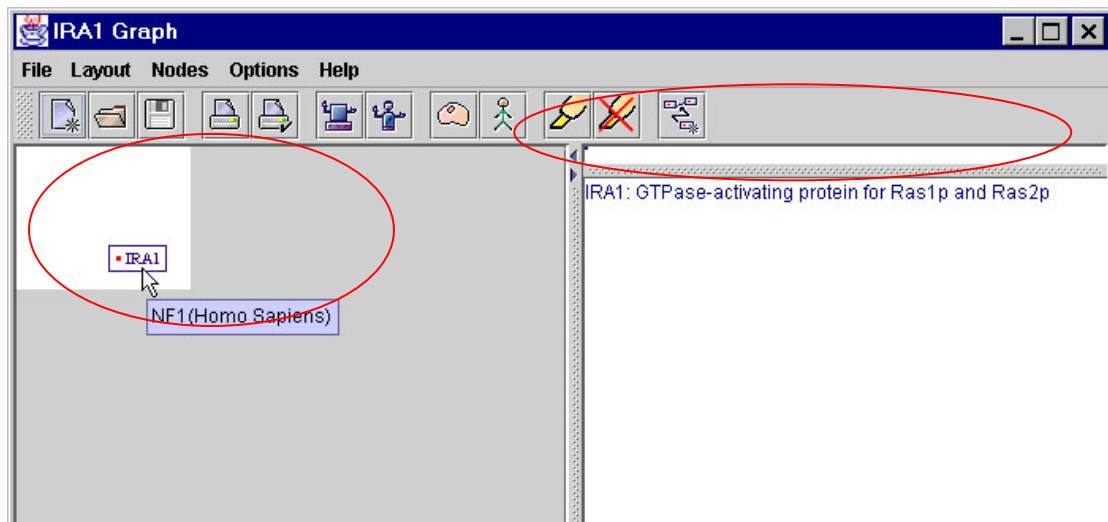 IRA1 Graph
File Layout Nodes Options Help
IRA1: GTPase-activating protein for Ras1p and Ras2p
IRA1
NF1(Homo Sapiens)